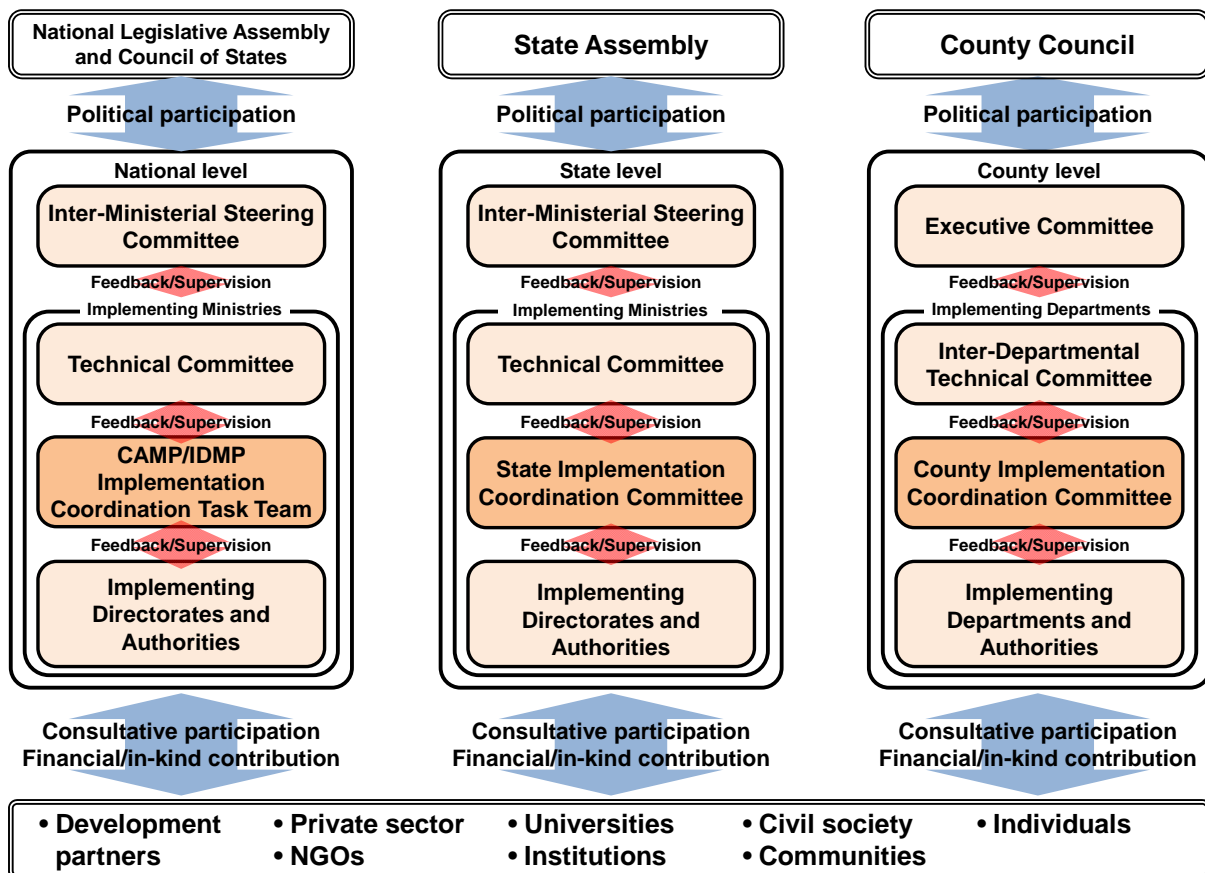 National Legislative Assembly
and Council of States
Political participation
National level
Inter-Ministerial Steering
Committee
Feedback/Supervision
Implementing Ministries
Technical Committee
Feedback/Supervision
CAMP/IDMP
Implementation
Coordination Task Team
Feedback/Supervision
Implementing
Directorates and
Authorities
Consultative participation
Financial/in-kind contribution
State Assembly
Political participation
State level
Inter-Ministerial Steering
Committee
Feedback/Supervision
Implementing Ministries
Technical Committee
Feedback/Supervision
State Implementation
Coordination Committee
Feedback/Supervision
Implementing
Directorates and
Authorities
Consultative participation
Financial/in-kind contribution
County Council
Political participation
County level
Executive Committee
Feedback/Supervision
Implementing Departments
Inter-Departmental
Technical Committee
Feedback/Supervision
County Implementation
Coordination Committee
Feedback/Supervision
Implementing
Departments and
Authorities
Consultative participation
Financial/in-kind contribution
• Development
partners
• Private sector
• NGOs
• Universities
• Institutions
• Civil society
• Communities
• Individuals